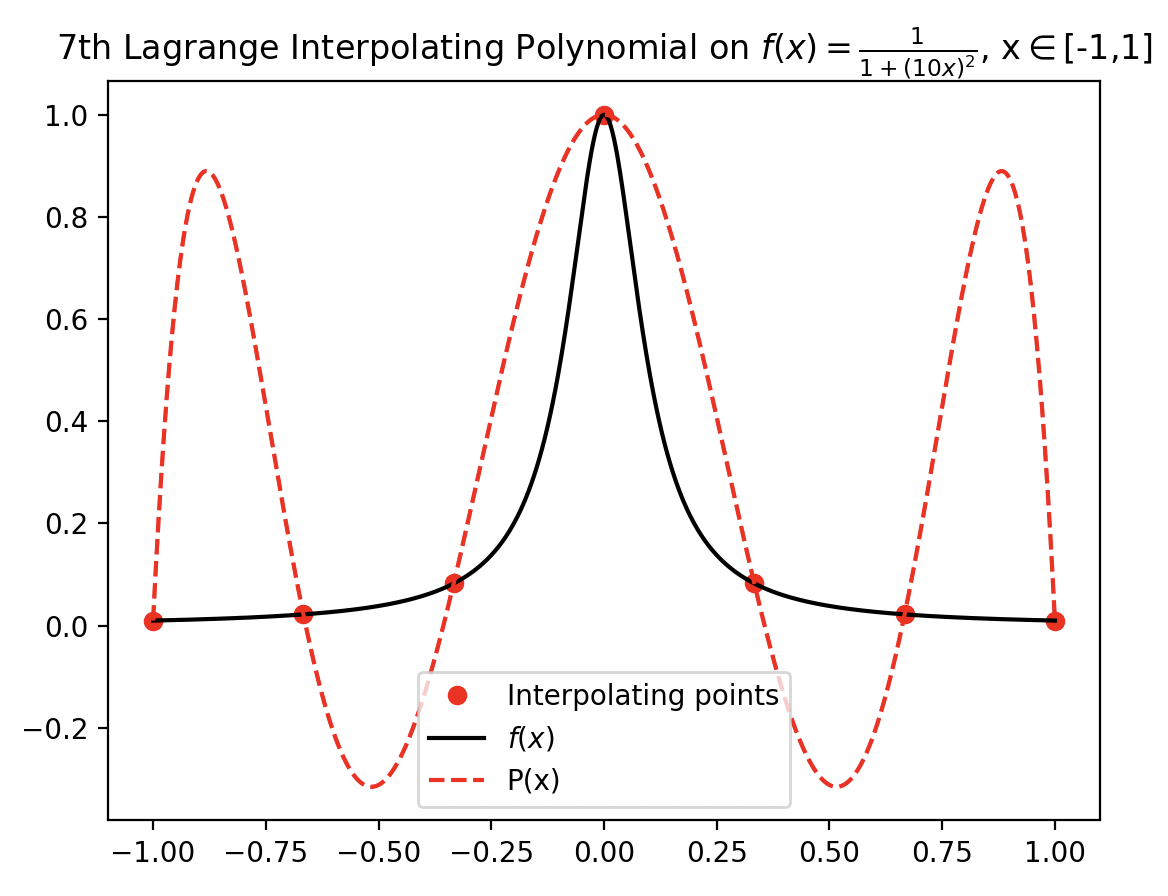 7th Lagrange Interpolating Polynomial on f(x) = 1/(1+(10x)²), x ∈ [-1,1]
1.0
0.8
0.6
0.4
0.2
0.0
−0.2
Interpolating points
f(x)
P(x)
−1.00 −0.75 −0.50 −0.25 0.00 0.25 0.50 0.75 1.00